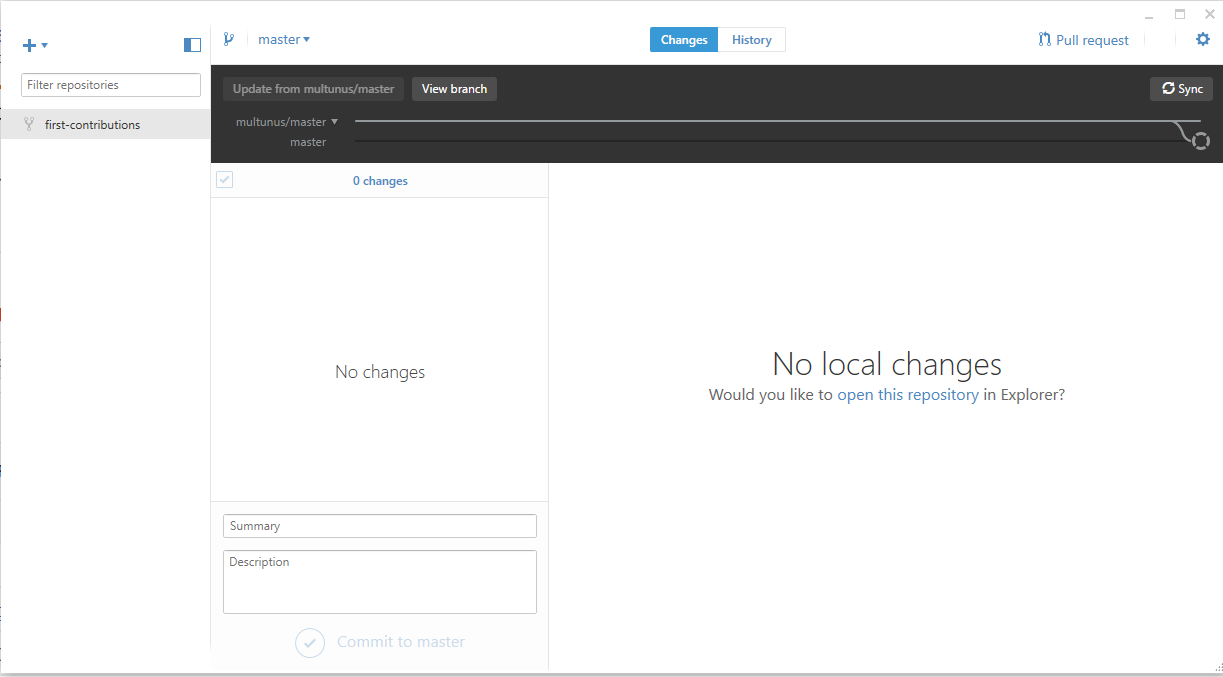 master
Changes
History
Pull request
Filter repositories
first-contributions
Update from multunus/master
View branch
Sync
multunus/master
master
0 changes
No changes
No local changes
Would you like to open this repository in Explorer?
Summary
Description
Commit to master